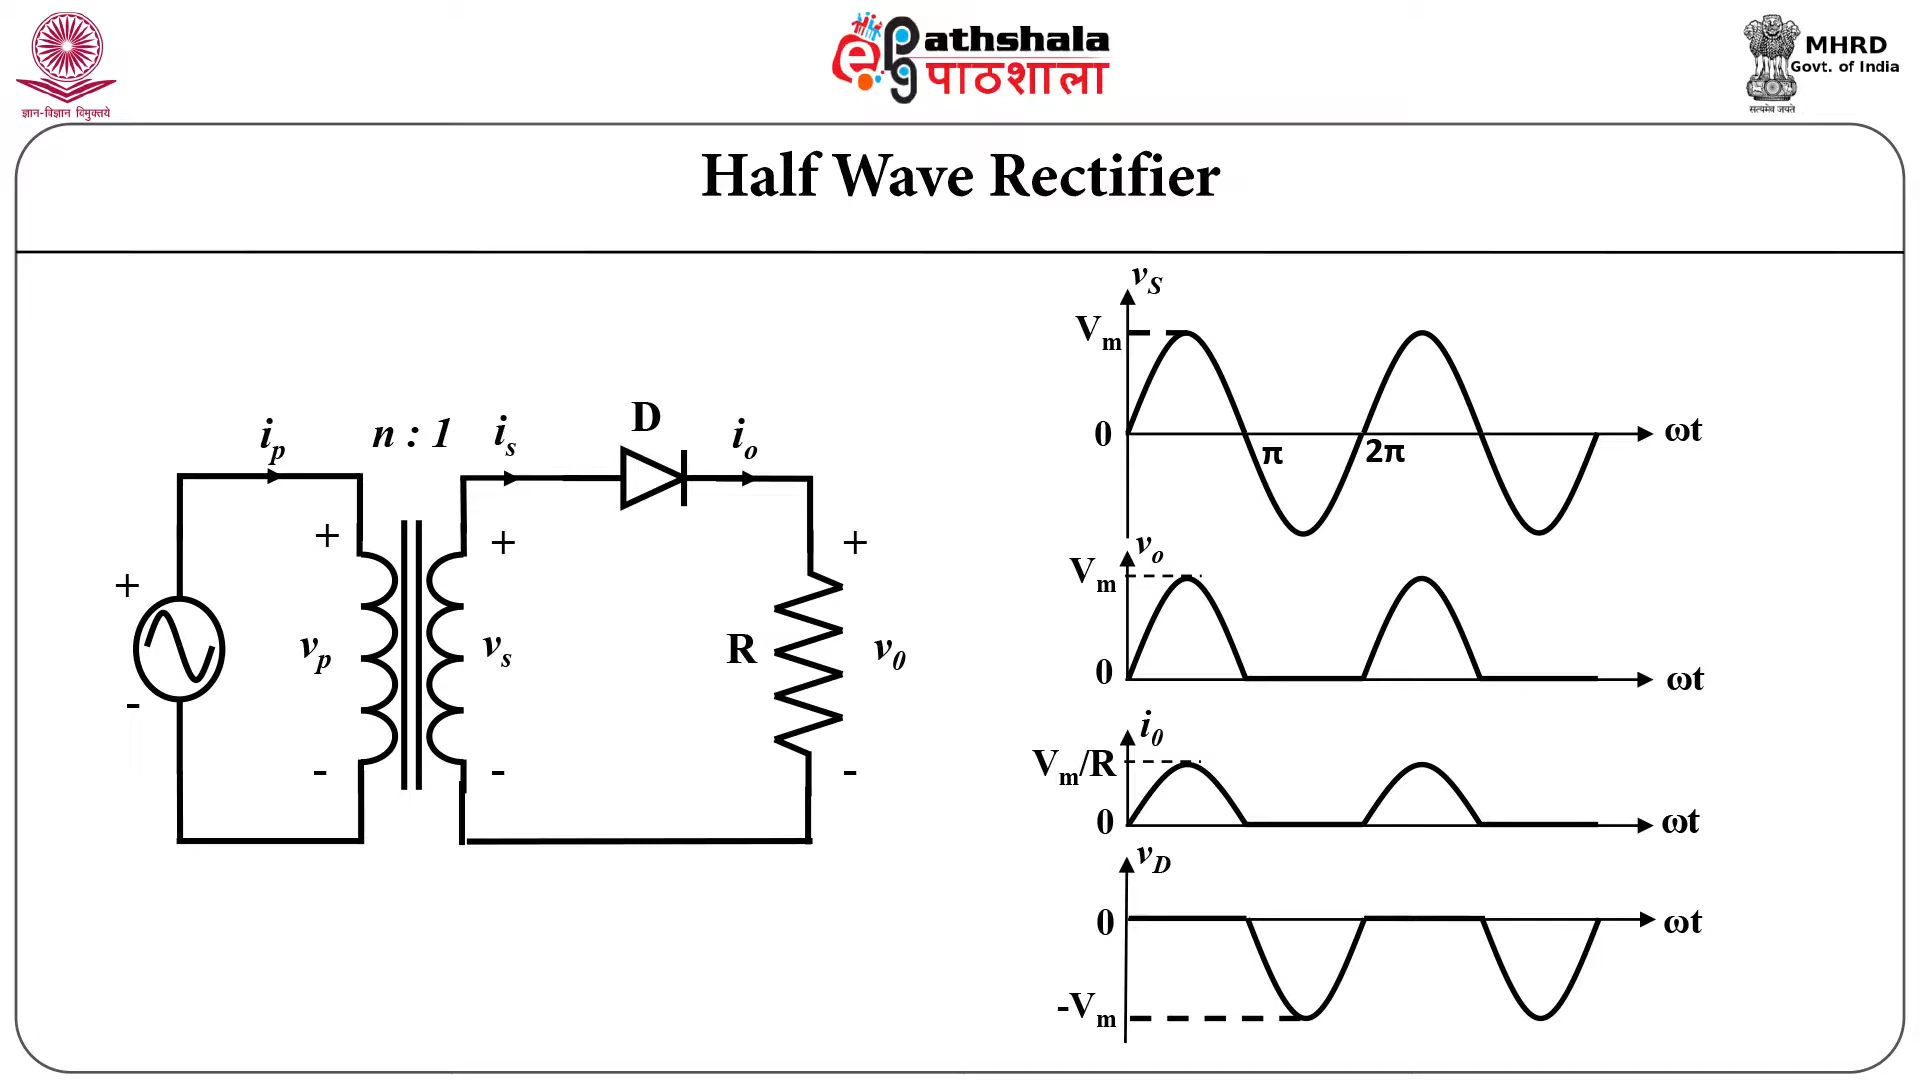 ज्ञान-विज्ञान विमुक्तये
ePG
athshala
पाठशाला
MHRD
Govt. of India
सत्यमेव जयते
Half Wave Rectifier
i_p
n : 1
i_s
D
i_o
+
+
+
+
-
v_p
v_s
R
v_0
-
-
-
v_S
V_m
0
π
2π
ωt
v_o
V_m
0
ωt
i_0
V_m/R
0
ωt
v_D
0
ωt
-V_m